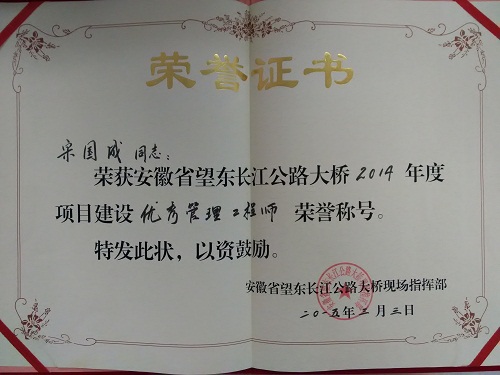 荣誉证书
宋国成 同志：
荣获安徽省望东长江公路大桥 2014 年度
项目建设 优秀管理工程师 荣誉称号。
特发此状，以资鼓励。
安徽省望东长江公路大桥现场指挥部
二〇一五年二月三日